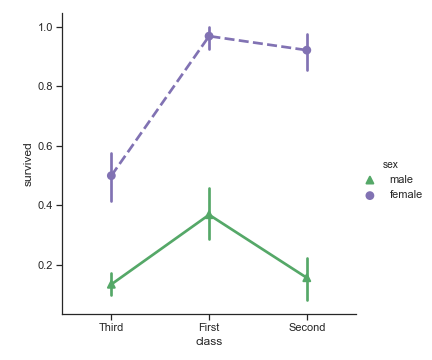 1.0
0.8
0.6
0.4
0.2
survived
Third First Second
class
sex
male
female